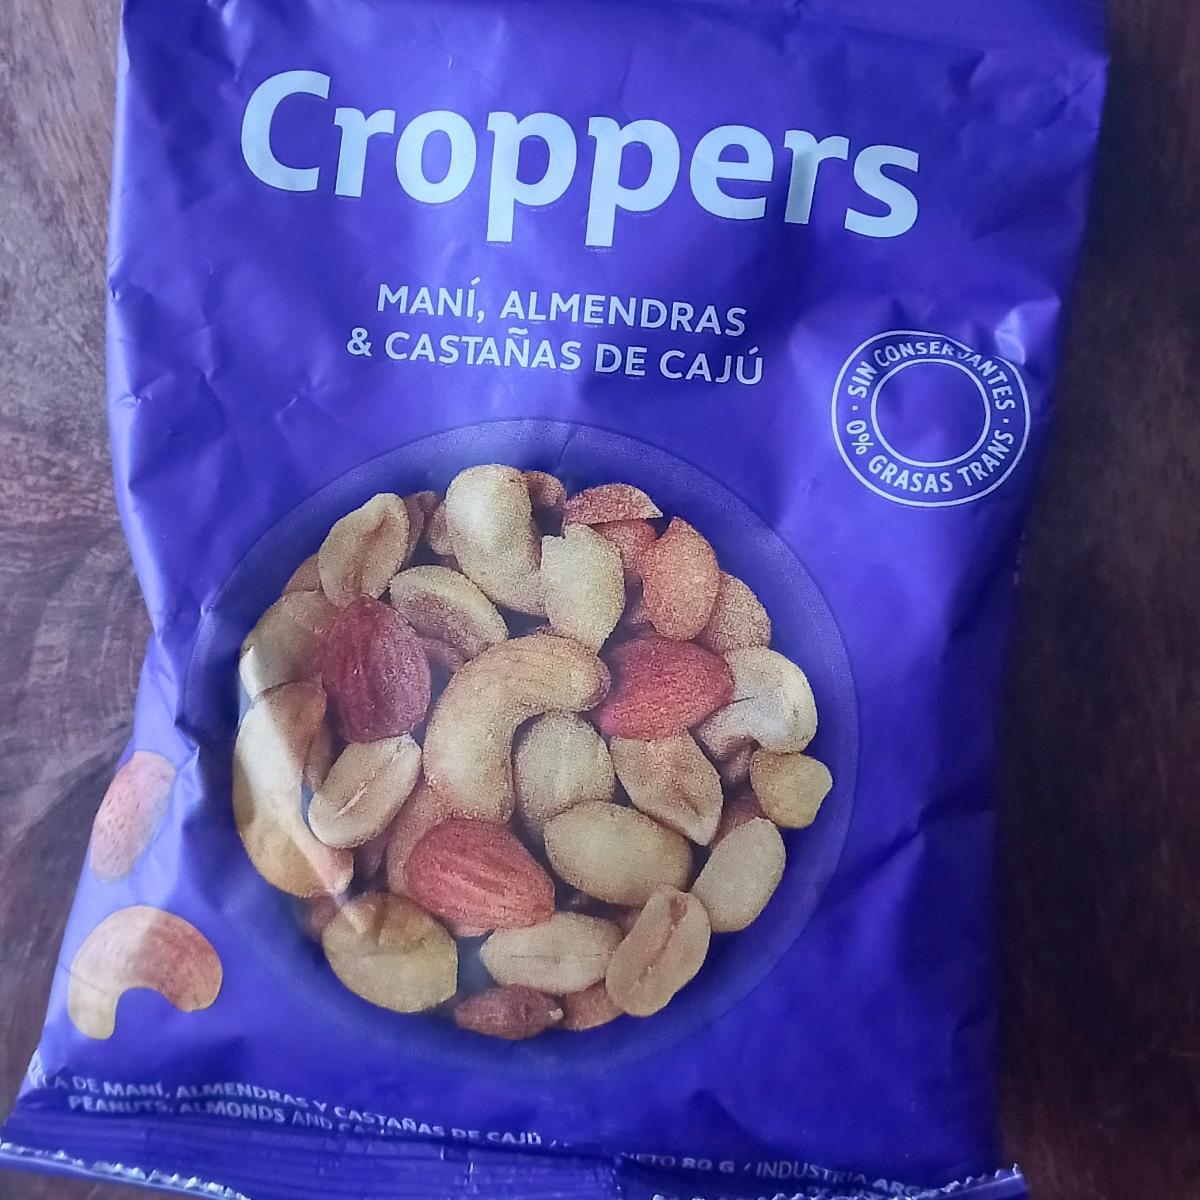 Croppers
MANÍ, ALMENDRAS
& CASTAÑAS DE CAJÚ
· SIN CONSERVANTES ·
0% GRASAS TRANS
DE MANÍ, ALMENDRAS Y CASTAÑAS DE CAJÚ /
PEANUTS, ALMONDS AND
NETO 80 G / INDUSTRIA